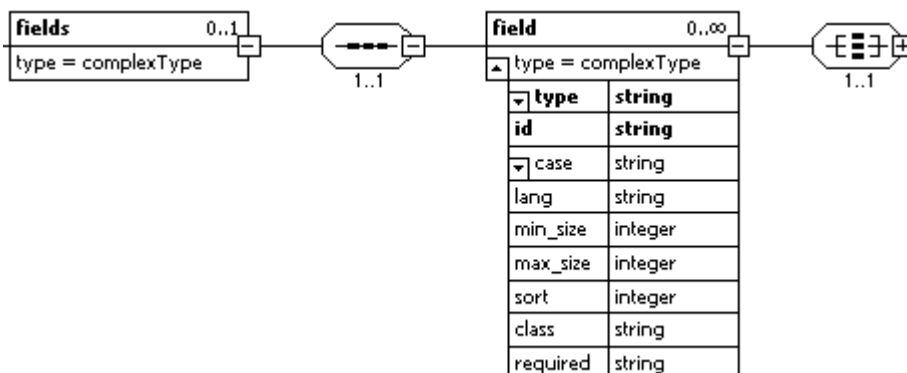 fields 0..1
type = complexType
1..1
field 0..∞
type = complexType
type string
id string
case string
lang string
min_size integer
max_size integer
sort integer
class string
required string
1..1